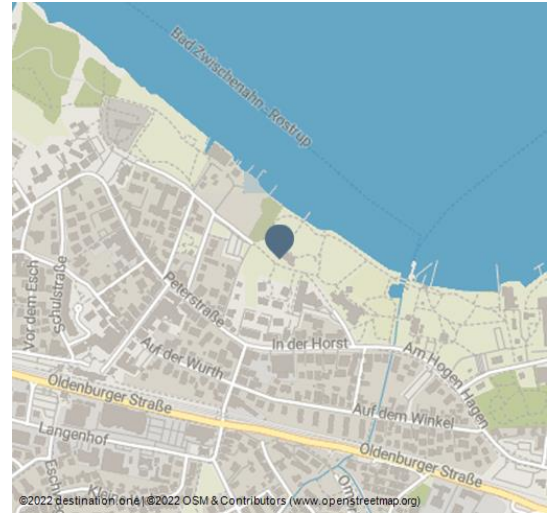 Bad Zwischenahn - Rostrup
Vor dem Esch
Schulstraße
Peterstraße
In der Horst
Am Hogen Hagen
Auf der Wurth
Oldenburger Straße
Auf dem Winkel
Langenhof
Oldenburger Straße
©2022 destination one | ©2022 OSM & Contributors (www.openstreetmap.org)